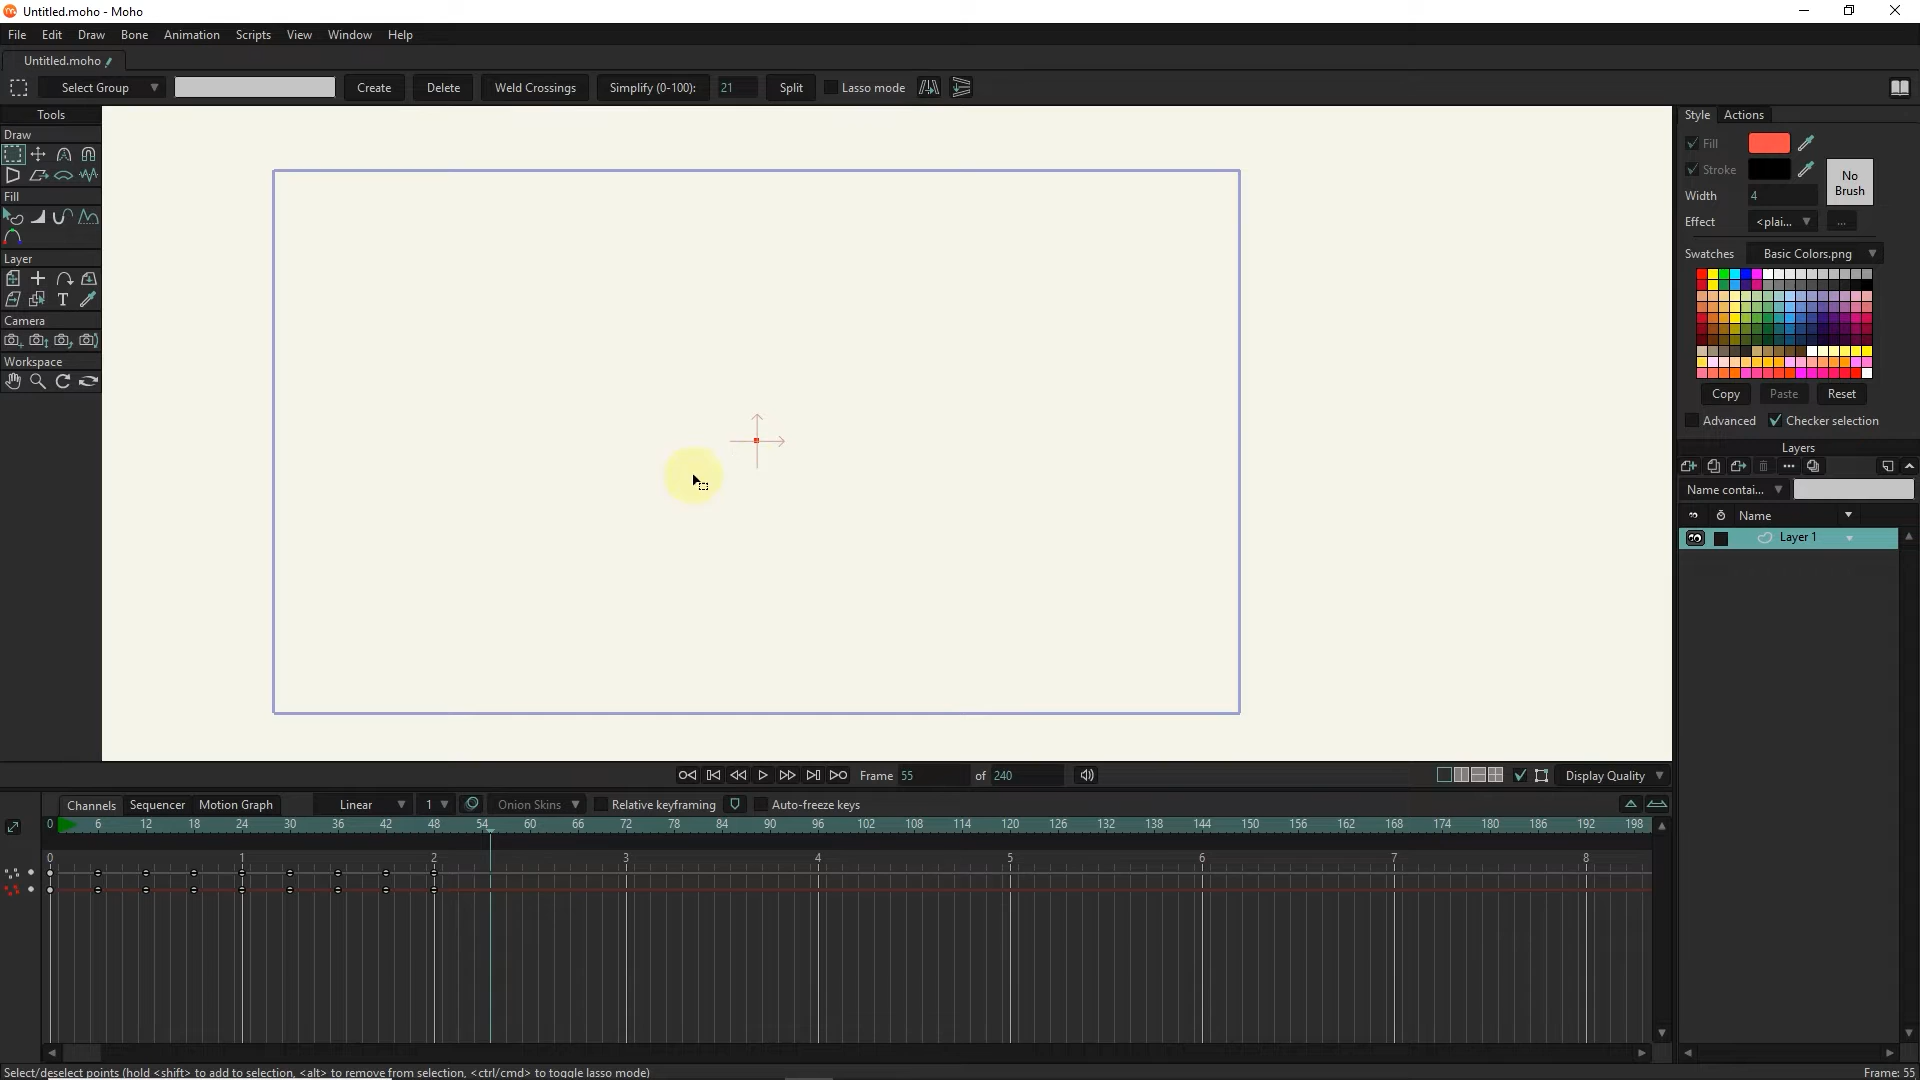 Untitled.moho - Moho
File Edit Draw Bone Animation Scripts View Window Help
Untitled.moho
Select Group Create Delete Weld Crossings Simplify (0-100): 21 Split Lasso mode
Tools
Draw
Fill
Layer
T
Camera
Workspace
Style Actions
Fill
Stroke
No
Brush
Width 4
Effect <plai... ...
Swatches Basic Colors.png
Copy Paste Reset
Advanced Checker selection
Layers
Name contai...
Name
Layer 1
Frame 55 of 240 Display Quality
Channels Sequencer Motion Graph Linear 1 Onion Skins Relative keyframing Auto-freeze keys
0 6 12 18 24 30 36 42 48 54 60 66 72 78 84 90 96 102 108 114 120 126 132 138 144 150 156 162 168 174 180 186 192 198
0 1 2 3 4 5 6 7 8
Select/deselect points (hold <shift> to add to selection, <alt> to remove from selection, <ctrl/cmd> to toggle lasso mode) Frame: 55